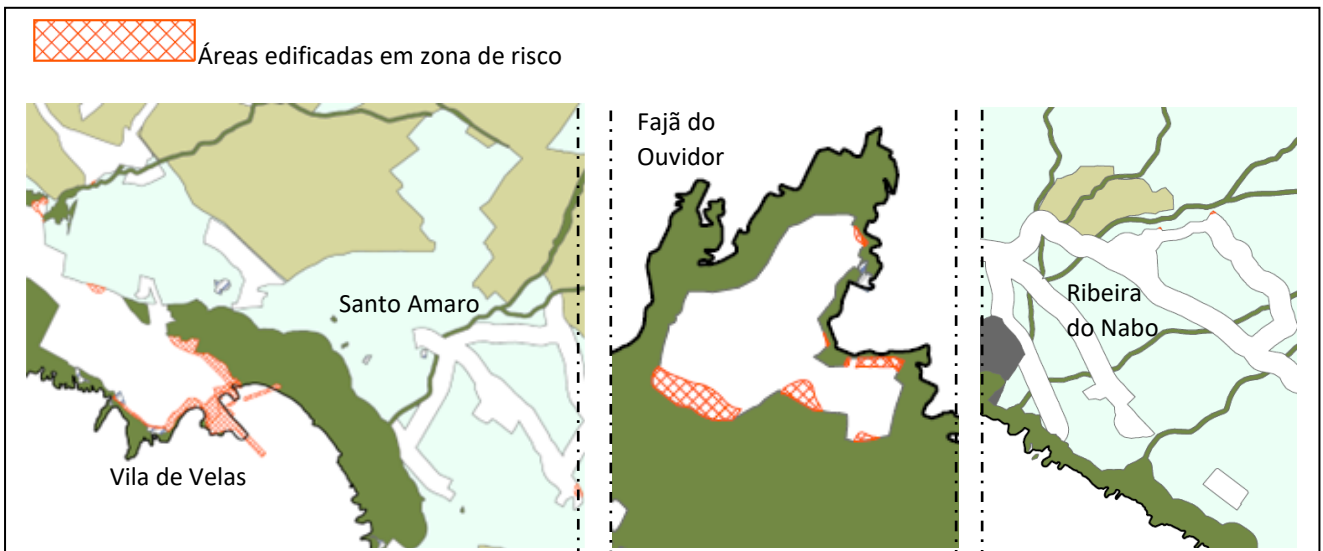 Áreas edificadas em zona de risco
Santo Amaro
Vila de Velas
Fajã do
Ouvidor
Ribeira
do Nabo